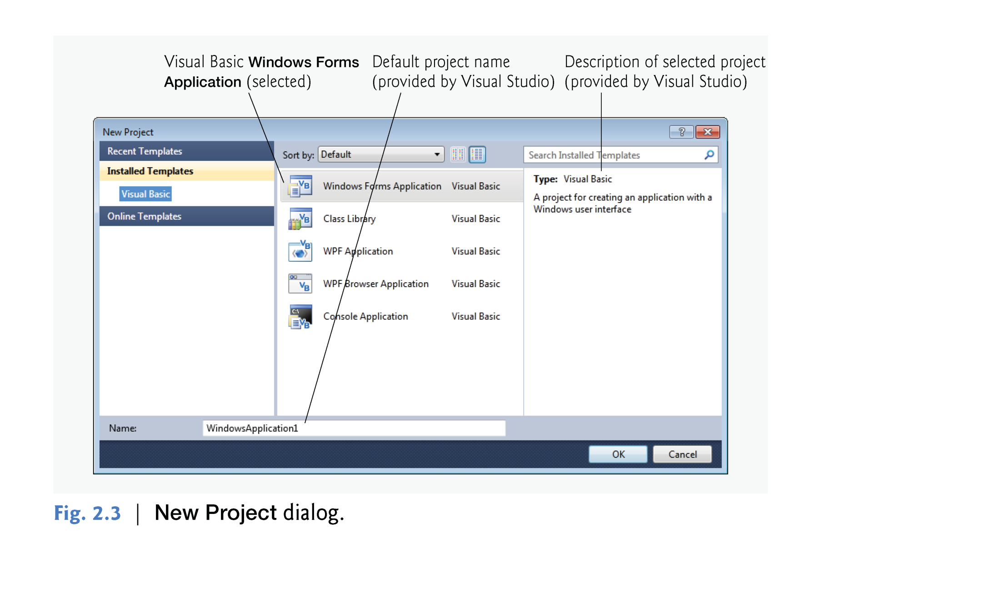 Visual Basic Windows Forms
Application (selected)
Default project name
(provided by Visual Studio)
Description of selected project
(provided by Visual Studio)
New Project
Recent Templates
Installed Templates
Visual Basic
Online Templates
Sort by: Default
Search Installed Templates
Windows Forms Application Visual Basic
Class Library Visual Basic
WPF Application Visual Basic
WPF Browser Application Visual Basic
Console Application Visual Basic
Type: Visual Basic
A project for creating an application with a
Windows user interface
Name: WindowsApplication1
OK Cancel
Fig. 2.3 | New Project dialog.